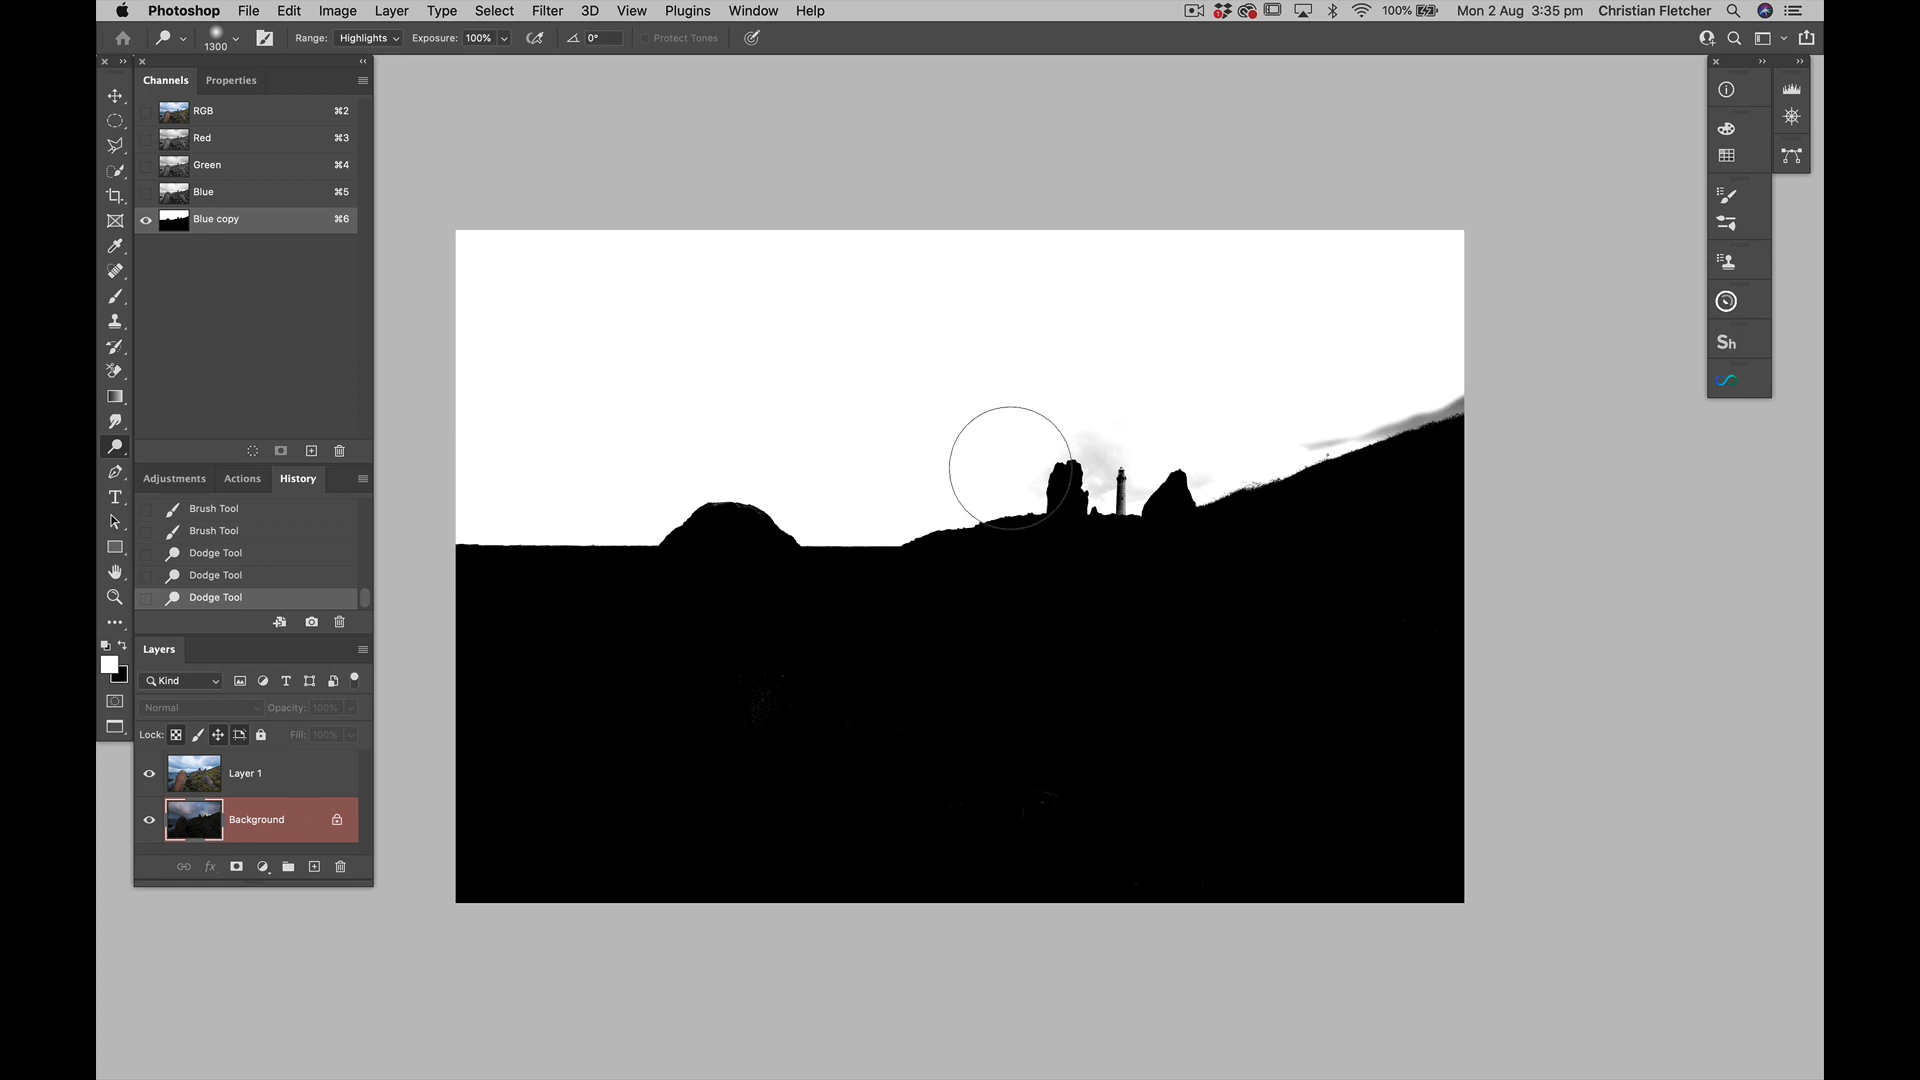 Photoshop File Edit Image Layer Type Select Filter 3D View Plugins Window Help 100% Mon 2 Aug 3:35 pm Christian Fletcher
1300 Range: Highlights Exposure: 100% 0° Protect Tones
Channels Properties
RGB ⌘2
Red ⌘3
Green ⌘4
Blue ⌘5
Blue copy ⌘6
Adjustments Actions History
Brush Tool
Brush Tool
Dodge Tool
Dodge Tool
Dodge Tool
Layers
Kind
Normal Opacity: 100%
Lock: Fill: 100%
Layer 1
Background
Sh